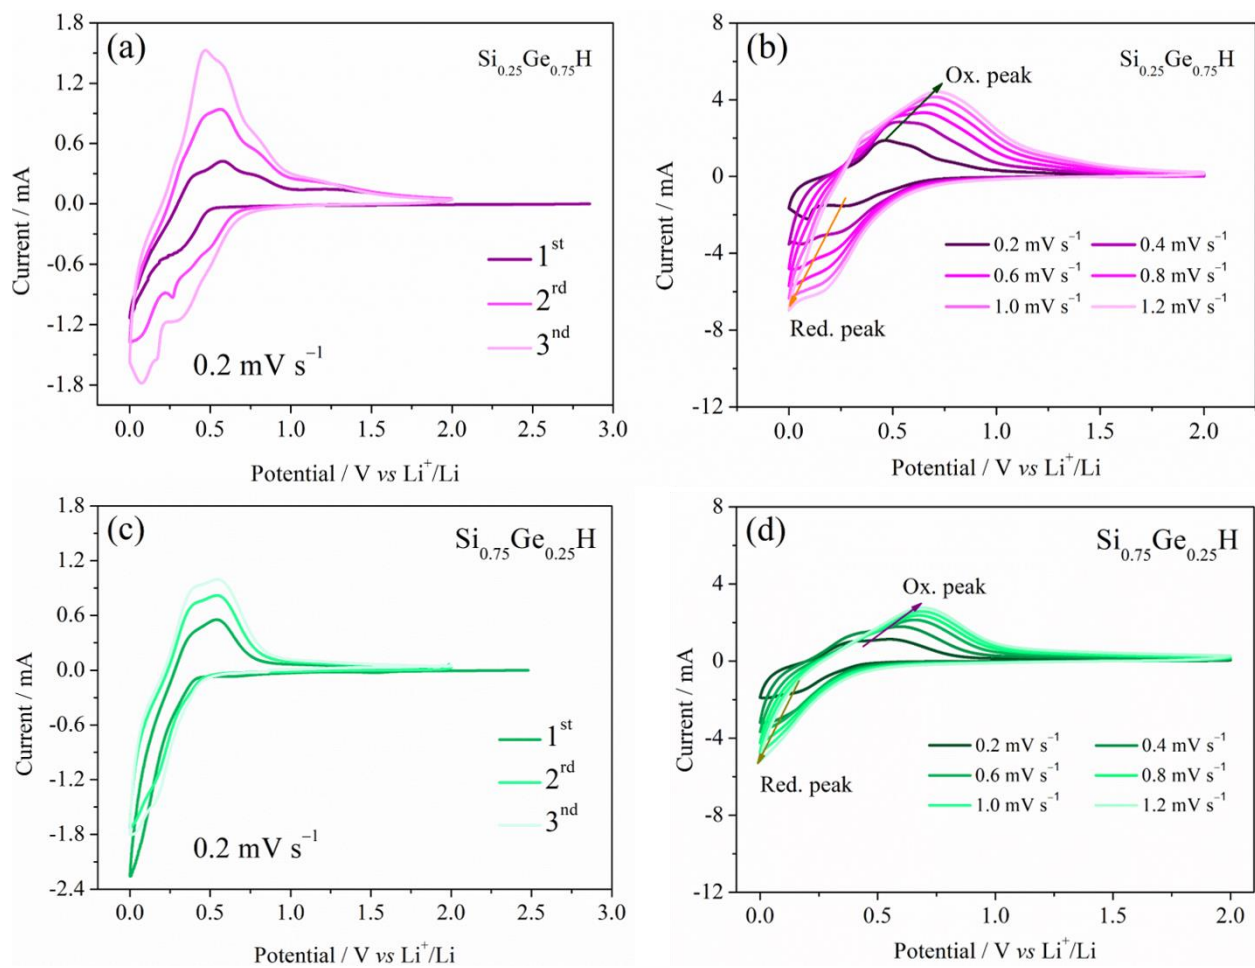 (a)
Si0.25Ge0.75H
1.8
1.2
0.6
0.0
-0.6
-1.2
-1.8
Current / mA
1st
2rd
3nd
0.2 mV s−1
0.0 0.5 1.0 1.5 2.0 2.5 3.0
Potential / V vs Li+/Li
(b)
Si0.25Ge0.75H
Ox. peak
8
4
0
-4
-8
-12
Current / mA
0.2 mV s−1 0.4 mV s−1
0.6 mV s−1 0.8 mV s−1
1.0 mV s−1 1.2 mV s−1
Red. peak
0.0 0.5 1.0 1.5 2.0
Potential / V vs Li+/Li
(c)
Si0.75Ge0.25H
1.8
1.2
0.6
0.0
-0.6
-1.2
-1.8
-2.4
Current / mA
1st
2rd
3nd
0.2 mV s−1
0.0 0.5 1.0 1.5 2.0 2.5 3.0
Potential / V vs Li+/Li
(d)
Si0.75Ge0.25H
Ox. peak
8
4
0
-4
-8
-12
Current / mA
0.2 mV s−1 0.4 mV s−1
0.6 mV s−1 0.8 mV s−1
1.0 mV s−1 1.2 mV s−1
Red. peak
0.0 0.5 1.0 1.5 2.0
Potential / V vs Li+/Li